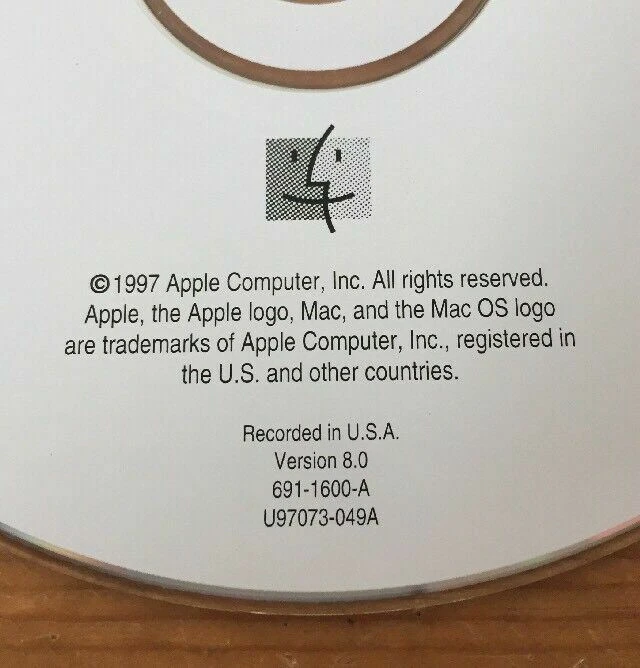 ©1997 Apple Computer, Inc. All rights reserved.
Apple, the Apple logo, Mac, and the Mac OS logo
are trademarks of Apple Computer, Inc., registered in
the U.S. and other countries.
Recorded in U.S.A.
Version 8.0
691-1600-A
U97073-049A